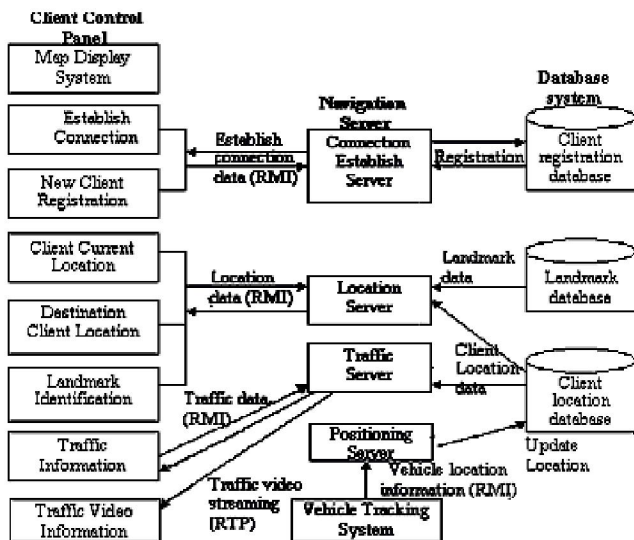 Client Control
Panel
Map Display
System
Establish
Connection
New Client
Registration
Client Current
Location
Destination
Client Location
Landmark
Identification
Traffic
Information
Traffic Video
Information
Establish
connection
data (RMI)
Location
data (RMI)
Traffic data
(RMI)
Traffic video
streaming
(RTP)
Navigation
Server
Connection
Establish Server
Location
Server
Traffic
Server
Positioning
Server
Vehicle Tracking
System
Registration
Landmark
data
Client
Location
data
Vehicle location
information (RMI)
Database
system
Client
registration
database
Landmark
database
Client
location
database
Update
Location